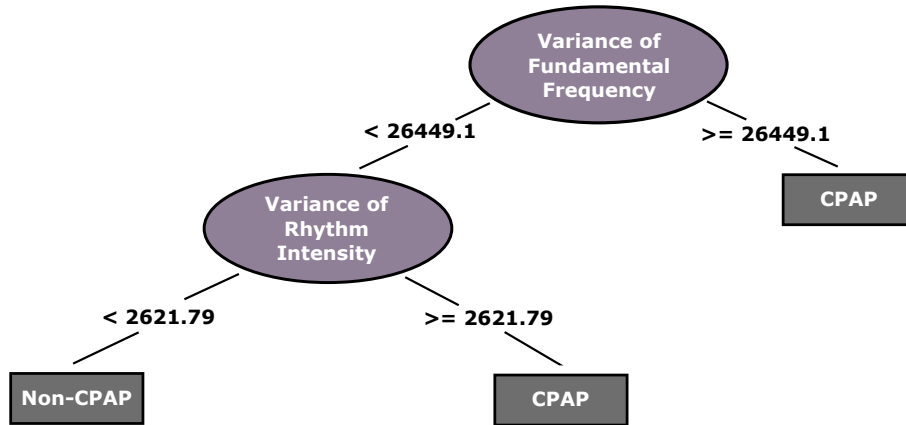 Variance of
Fundamental
Frequency
< 26449.1
>= 26449.1
CPAP
Variance of
Rhythm
Intensity
< 2621.79
>= 2621.79
Non-CPAP
CPAP